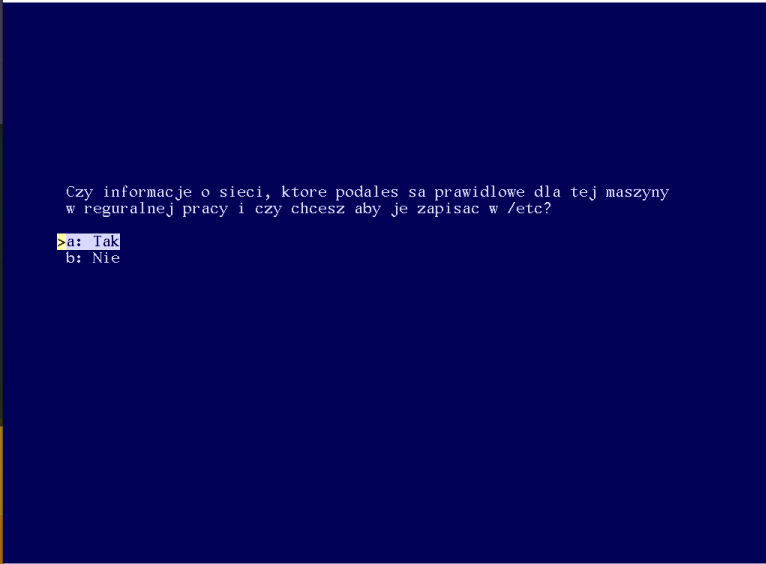 Czy informacje o sieci, ktore podales sa prawidlowe dla tej maszyny
w reguralnej pracy i czy chcesz aby je zapisac w /etc?
>a: Tak
b: Nie